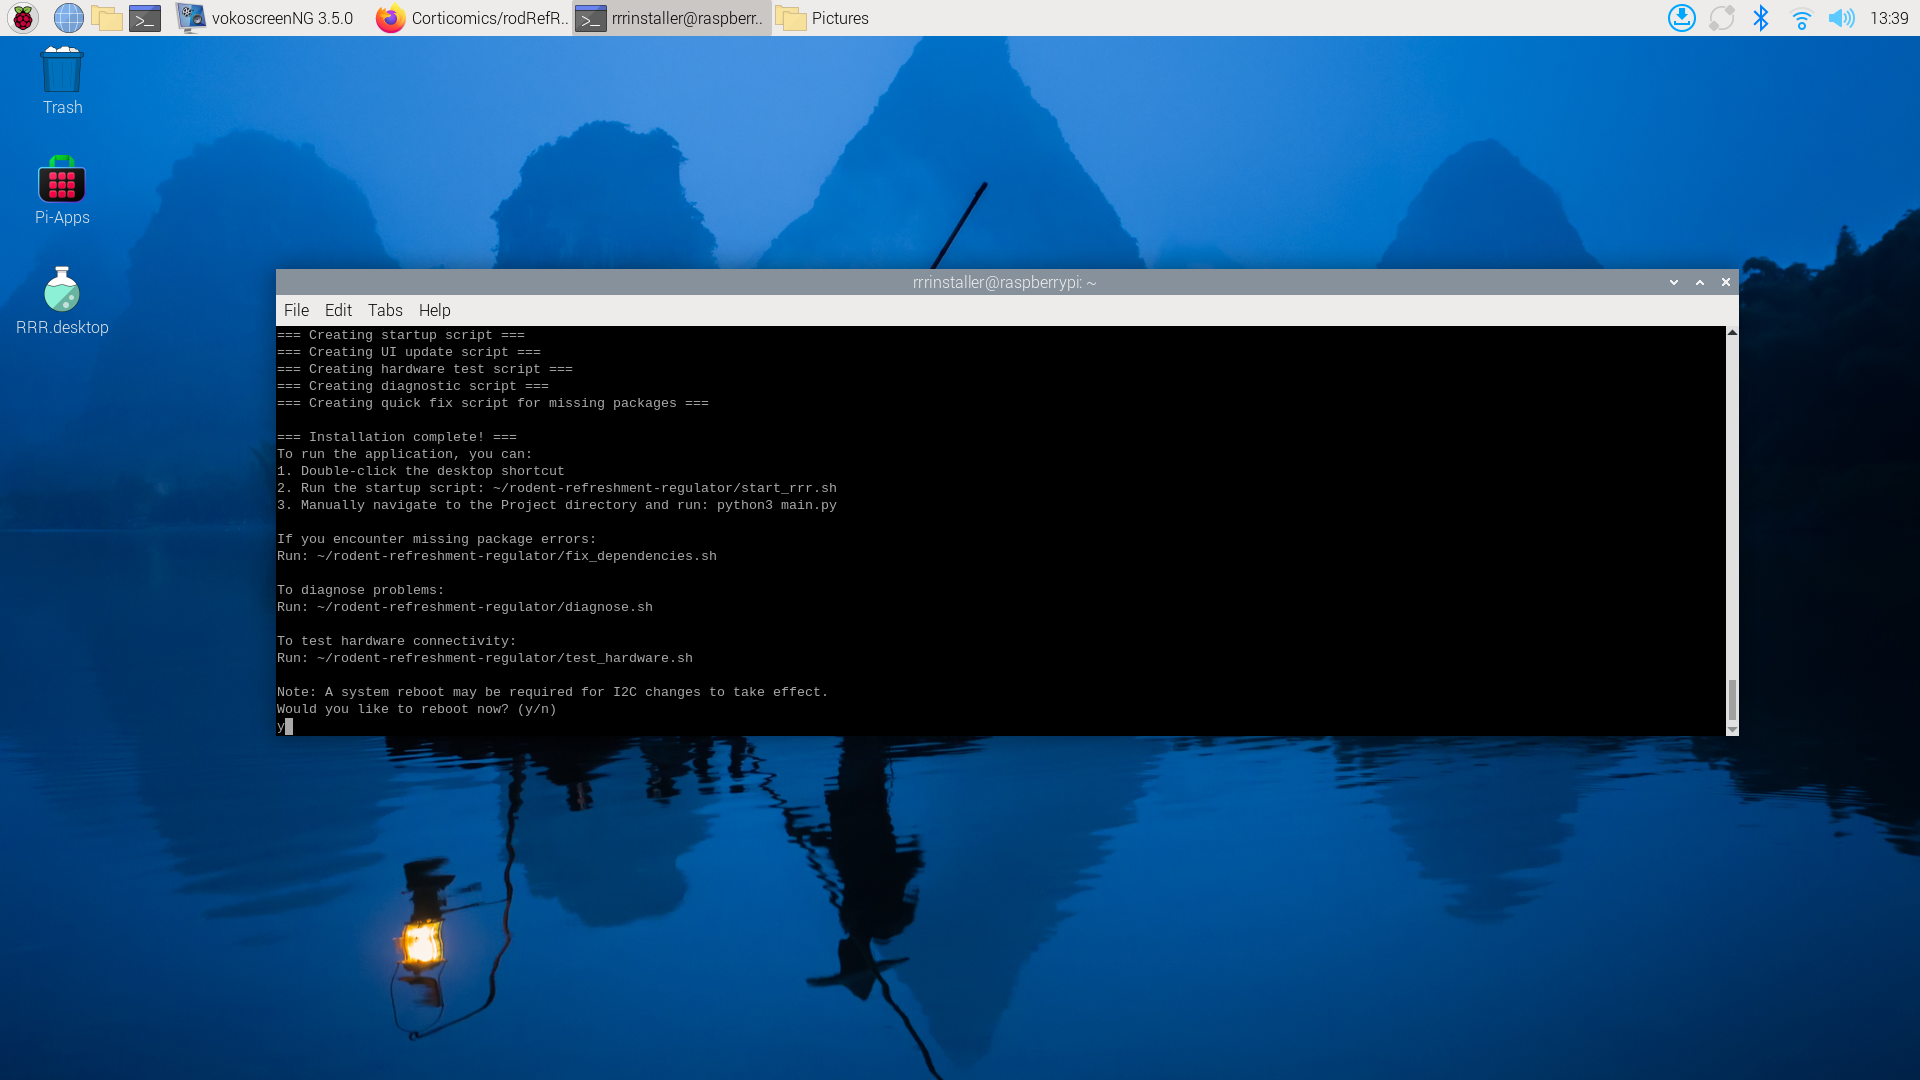 vokoscreenNG 3.5.0
Corticomics/rodRefR..
rrrinstaller@raspberr..
Pictures
13:39
Trash
Pi-Apps
RRR.desktop
rrrinstaller@raspberrypi: ~
File Edit Tabs Help
=== Creating startup script ===
=== Creating UI update script ===
=== Creating hardware test script ===
=== Creating diagnostic script ===
=== Creating quick fix script for missing packages ===
=== Installation complete! ===
To run the application, you can:
1. Double-click the desktop shortcut
2. Run the startup script: ~/rodent-refreshment-regulator/start_rrr.sh
3. Manually navigate to the Project directory and run: python3 main.py
If you encounter missing package errors:
Run: ~/rodent-refreshment-regulator/fix_dependencies.sh
To diagnose problems:
Run: ~/rodent-refreshment-regulator/diagnose.sh
To test hardware connectivity:
Run: ~/rodent-refreshment-regulator/test_hardware.sh
Note: A system reboot may be required for I2C changes to take effect.
Would you like to reboot now? (y/n)
y